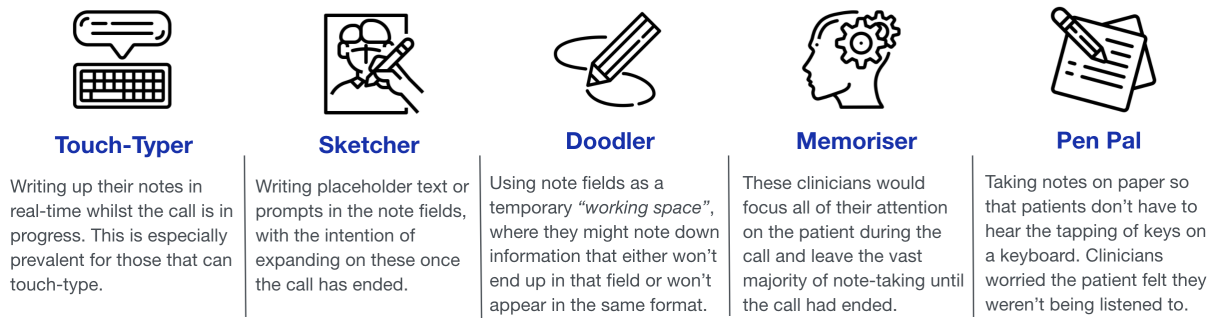 Touch-Typer
Writing up their notes in
real-time whilst the call is in
progress. This is especially
prevalent for those that can
touch-type.
Sketcher
Writing placeholder text or
prompts in the note fields,
with the intention of
expanding on these once
the call has ended.
Doodler
Using note fields as a
temporary “working space”,
where they might note down
information that either won’t
end up in that field or won’t
appear in the same format.
Memoriser
These clinicians would
focus all of their attention
on the patient during the
call and leave the vast
majority of note-taking until
the call had ended.
Pen Pal
Taking notes on paper so
that patients don’t have to
hear the tapping of keys on
a keyboard. Clinicians
worried the patient felt they
weren’t being listened to.